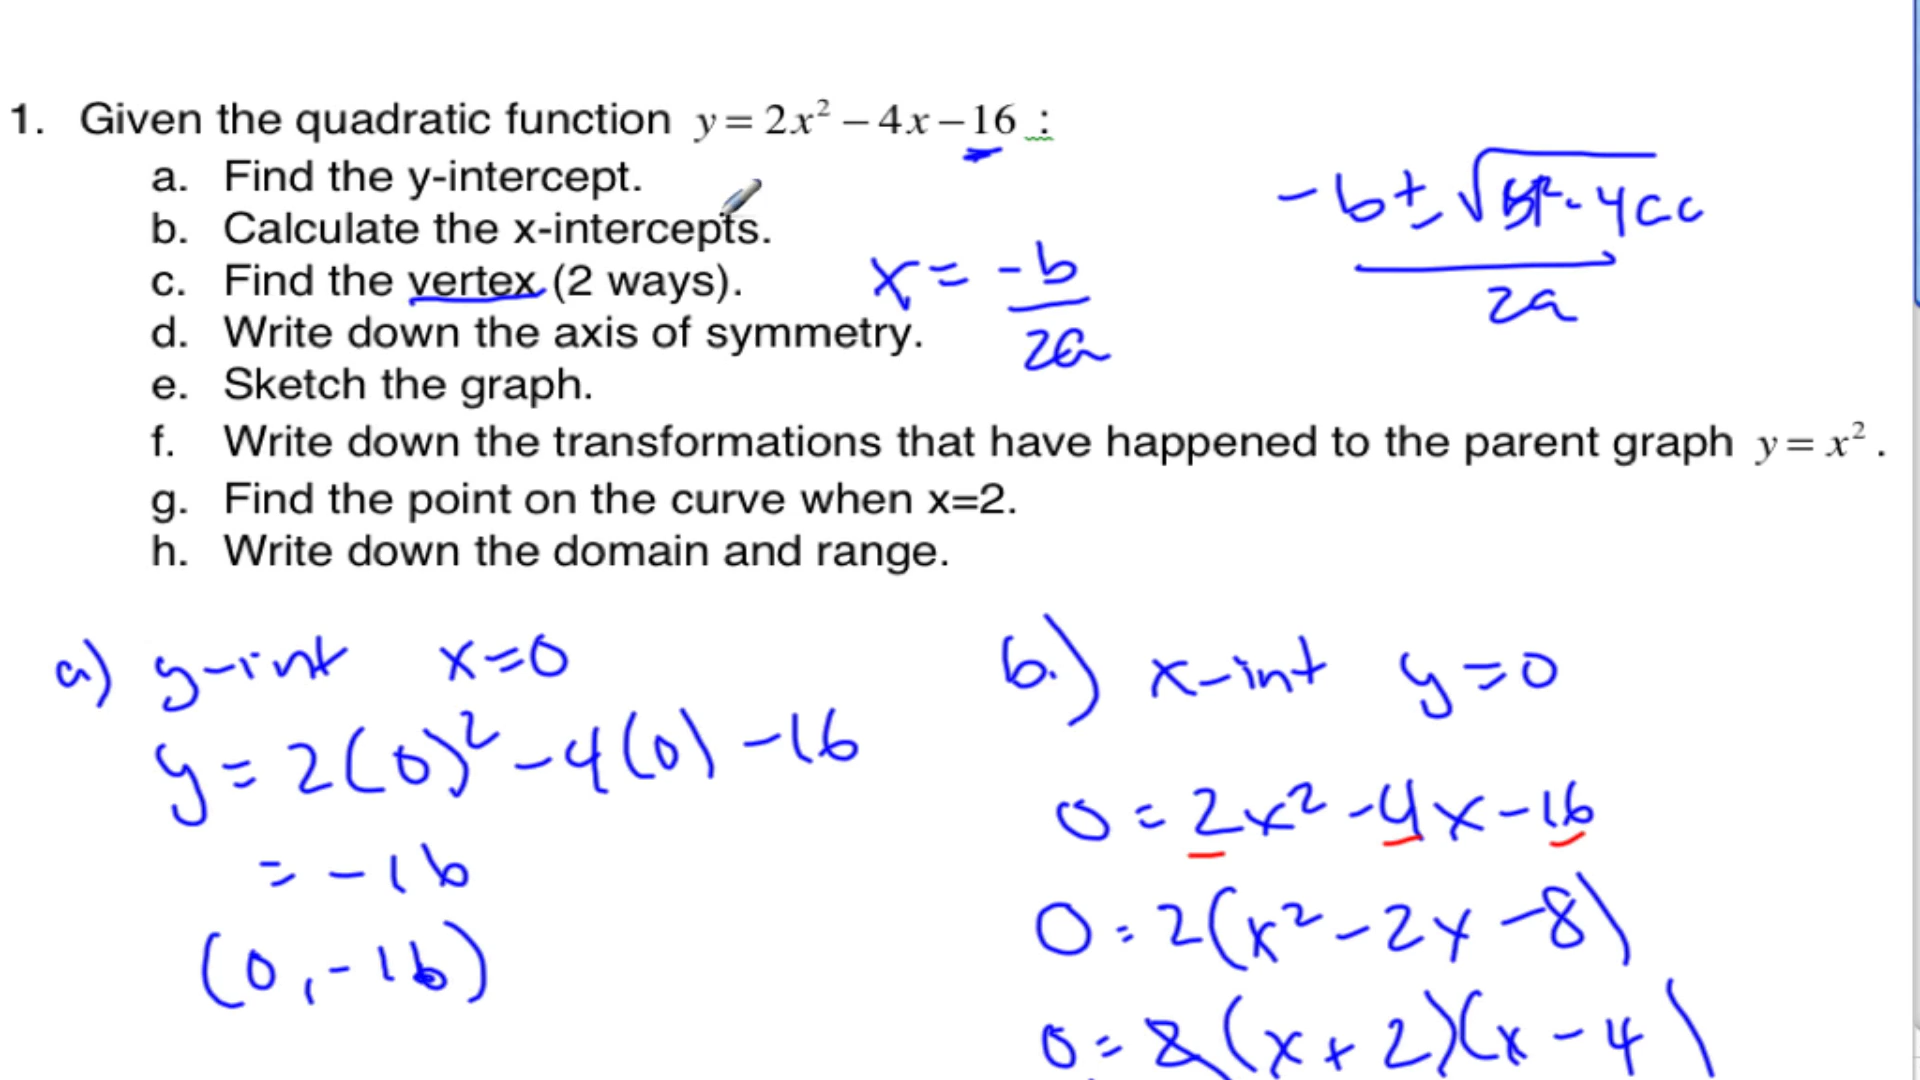 1. Given the quadratic function y = 2x² – 4x – 16 :
a. Find the y-intercept.
b. Calculate the x-intercepts.
c. Find the vertex (2 ways).
d. Write down the axis of symmetry.
e. Sketch the graph.
f. Write down the transformations that have happened to the parent graph y = x² .
g. Find the point on the curve when x=2.
h. Write down the domain and range.
x = -b
2a
-b ± √b² - 4ac
2a
a) y-int x=0
y = 2(0)² - 4(0) - 16
= -16
(0, -16)
b.) x-int y=0
0 = 2x² - 4x - 16
0 = 2(x² - 2x - 8)
0 = 2(x + 2)(x - 4)